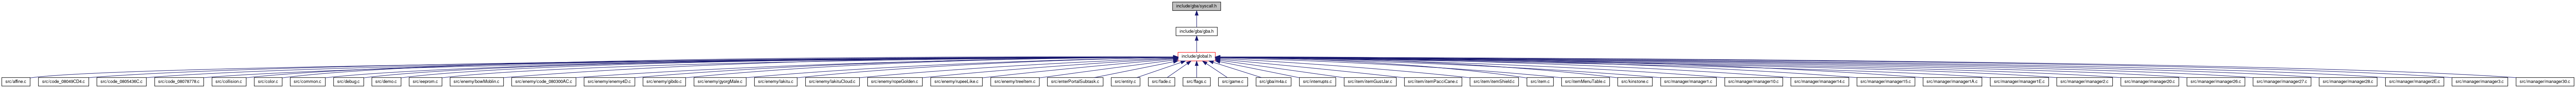 include/gba/syscall.h
include/gba/gba.h
include/global.h
src/affine.c
src/code_08049CD4.c
src/code_0805436C.c
src/code_08078778.c
src/collision.c
src/color.c
src/common.c
src/debug.c
src/demo.c
src/eeprom.c
src/enemy/bowMoblin.c
src/enemy/code_080300AC.c
src/enemy/enemy4D.c
src/enemy/gibdo.c
src/enemy/gyorgMale.c
src/enemy/lakitu.c
src/enemy/lakituCloud.c
src/enemy/ropeGolden.c
src/enemy/rupeeLike.c
src/enemy/treeItem.c
src/enterPortalSubtask.c
src/entity.c
src/fade.c
src/flags.c
src/game.c
src/gba/m4a.c
src/interrupts.c
src/item/itemGustJar.c
src/item/itemPacciCane.c
src/item/itemShield.c
src/item.c
src/itemMenuTable.c
src/kinstone.c
src/manager/manager1.c
src/manager/manager10.c
src/manager/manager14.c
src/manager/manager15.c
src/manager/manager1A.c
src/manager/manager1E.c
src/manager/manager2.c
src/manager/manager20.c
src/manager/manager26.c
src/manager/manager27.c
src/manager/manager28.c
src/manager/manager2E.c
src/manager/manager3.c
src/manager/manager30.c